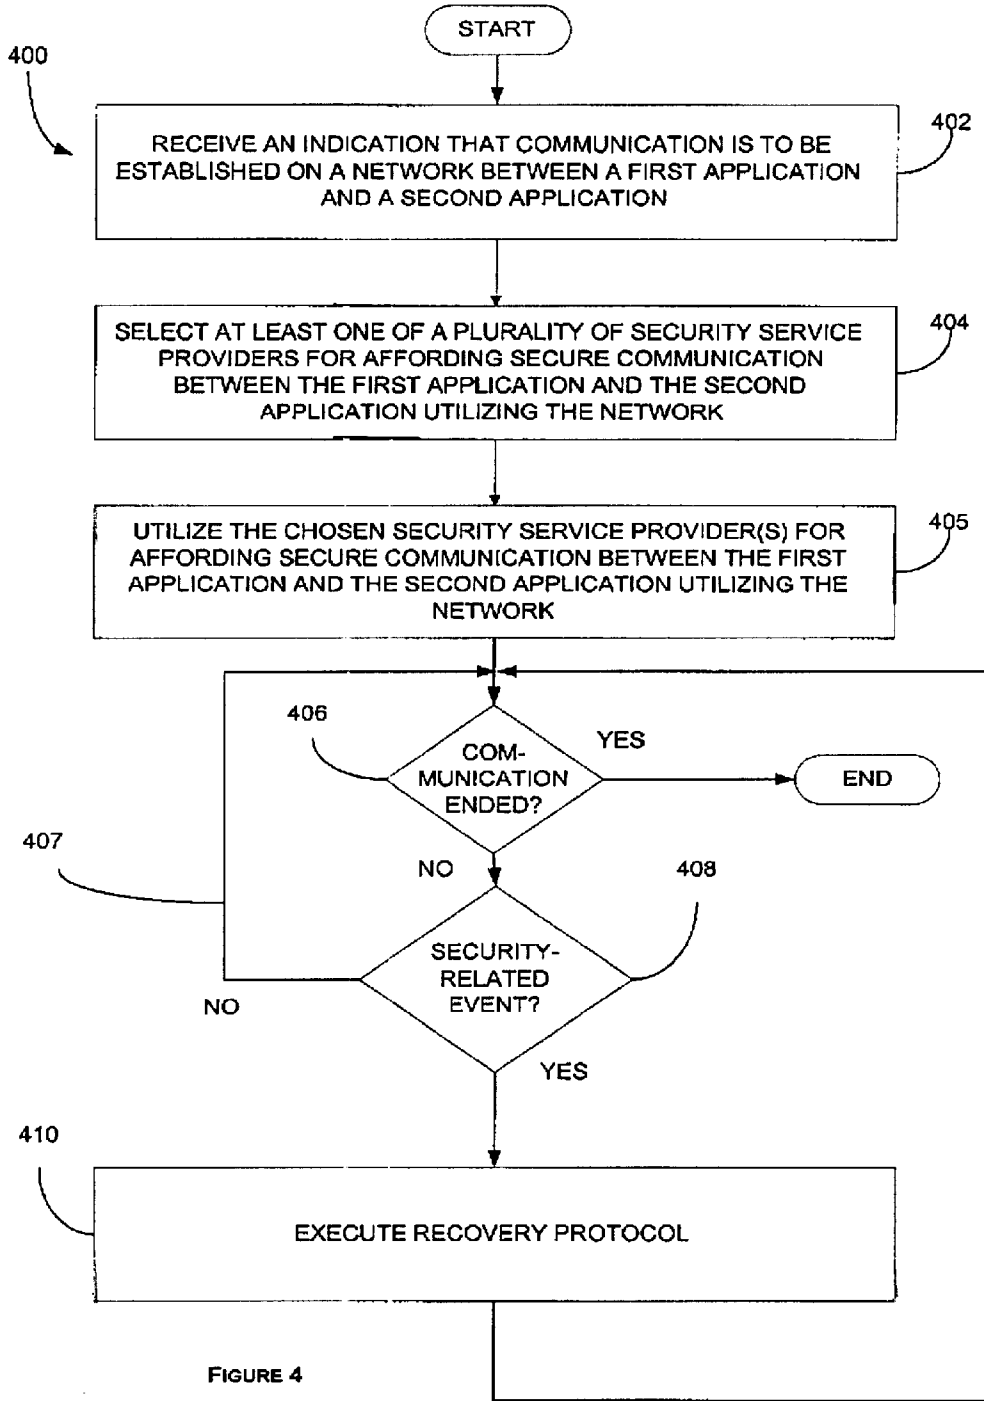 START
400
402
RECEIVE AN INDICATION THAT COMMUNICATION IS TO BE
ESTABLISHED ON A NETWORK BETWEEN A FIRST APPLICATION
AND A SECOND APPLICATION
404
SELECT AT LEAST ONE OF A PLURALITY OF SECURITY SERVICE
PROVIDERS FOR AFFORDING SECURE COMMUNICATION
BETWEEN THE FIRST APPLICATION AND THE SECOND
APPLICATION UTILIZING THE NETWORK
405
UTILIZE THE CHOSEN SECURITY SERVICE PROVIDER(S) FOR
AFFORDING SECURE COMMUNICATION BETWEEN THE FIRST
APPLICATION AND THE SECOND APPLICATION UTILIZING THE
NETWORK
406
COM-
MUNICATION
ENDED?
YES
END
407
NO
408
SECURITY-
RELATED
EVENT?
NO
YES
410
EXECUTE RECOVERY PROTOCOL
FIGURE 4